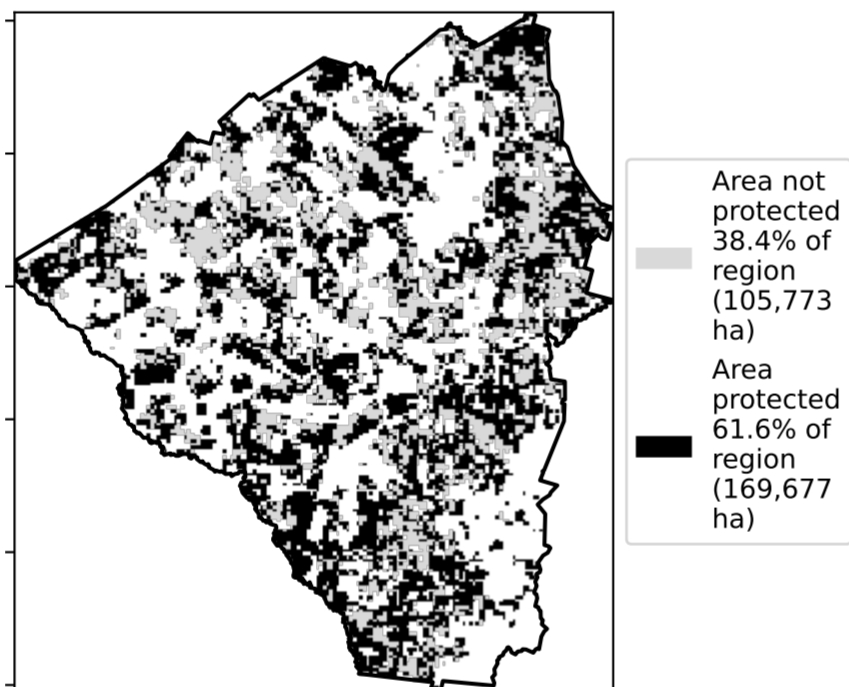 Area not
protected
38.4% of
region
(105,773
ha)
Area
protected
61.6% of
region
(169,677
ha)